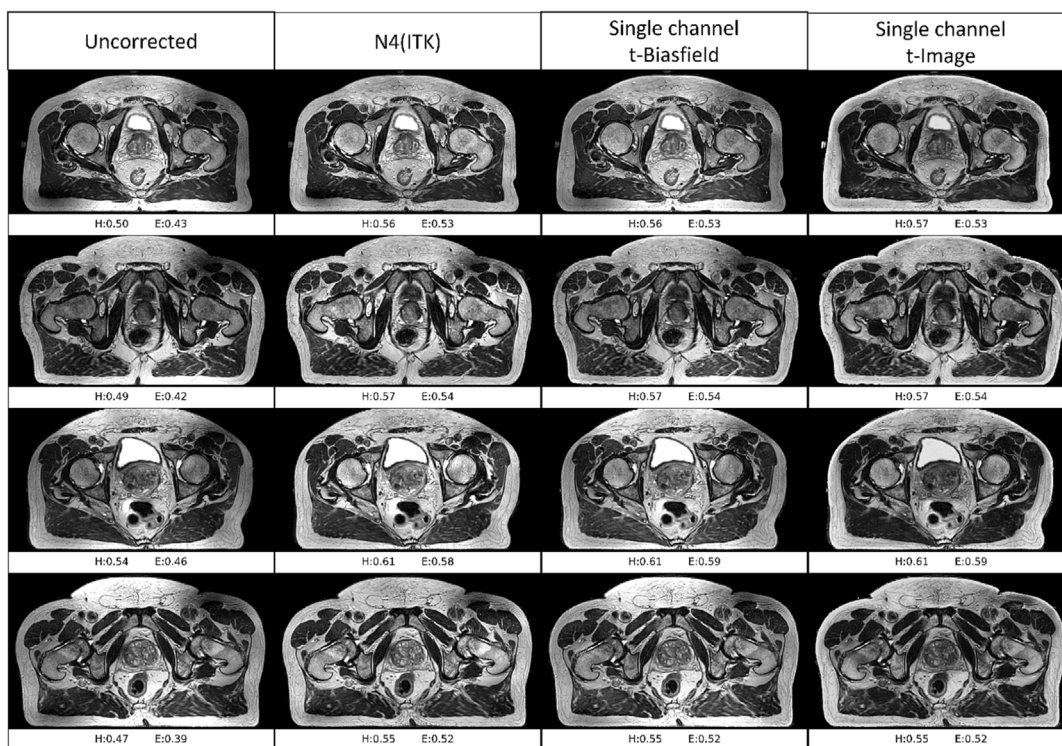 Uncorrected
N4(ITK)
Single channel
t-Biasfield
Single channel
t-Image
H:0.50 E:0.43
H:0.56 E:0.53
H:0.56 E:0.53
H:0.57 E:0.53
H:0.49 E:0.42
H:0.57 E:0.54
H:0.57 E:0.54
H:0.57 E:0.54
H:0.54 E:0.46
H:0.61 E:0.58
H:0.61 E:0.59
H:0.61 E:0.59
H:0.47 E:0.39
H:0.55 E:0.52
H:0.55 E:0.52
H:0.55 E:0.52